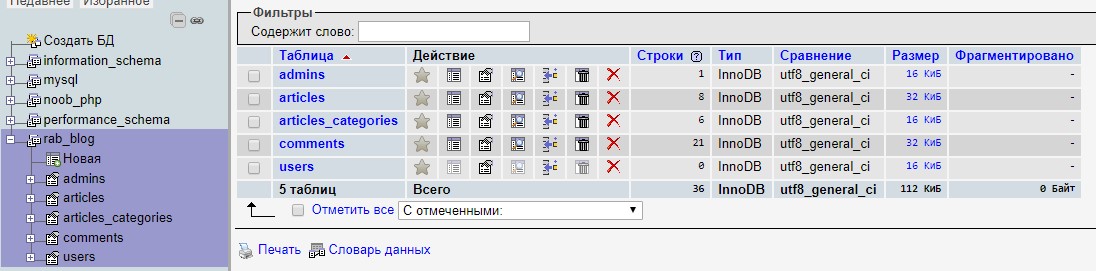 Недавнее Избранное
Создать БД
information_schema
mysql
noob_php
performance_schema
rab_blog
Новая
admins
articles
articles_categories
comments
users
Фильтры
Содержит слово:
Таблица Действие Строки Тип Сравнение Размер Фрагментировано
admins 1 InnoDB utf8_general_ci 16 КиБ -
articles 8 InnoDB utf8_general_ci 32 КиБ -
articles_categories 6 InnoDB utf8_general_ci 16 КиБ -
comments 21 InnoDB utf8_general_ci 32 КиБ -
users 0 InnoDB utf8_general_ci 16 КиБ -
5 таблиц Всего 36 InnoDB utf8_general_ci 112 КиБ 0 Байт
Отметить все С отмеченными:
Печать Словарь данных